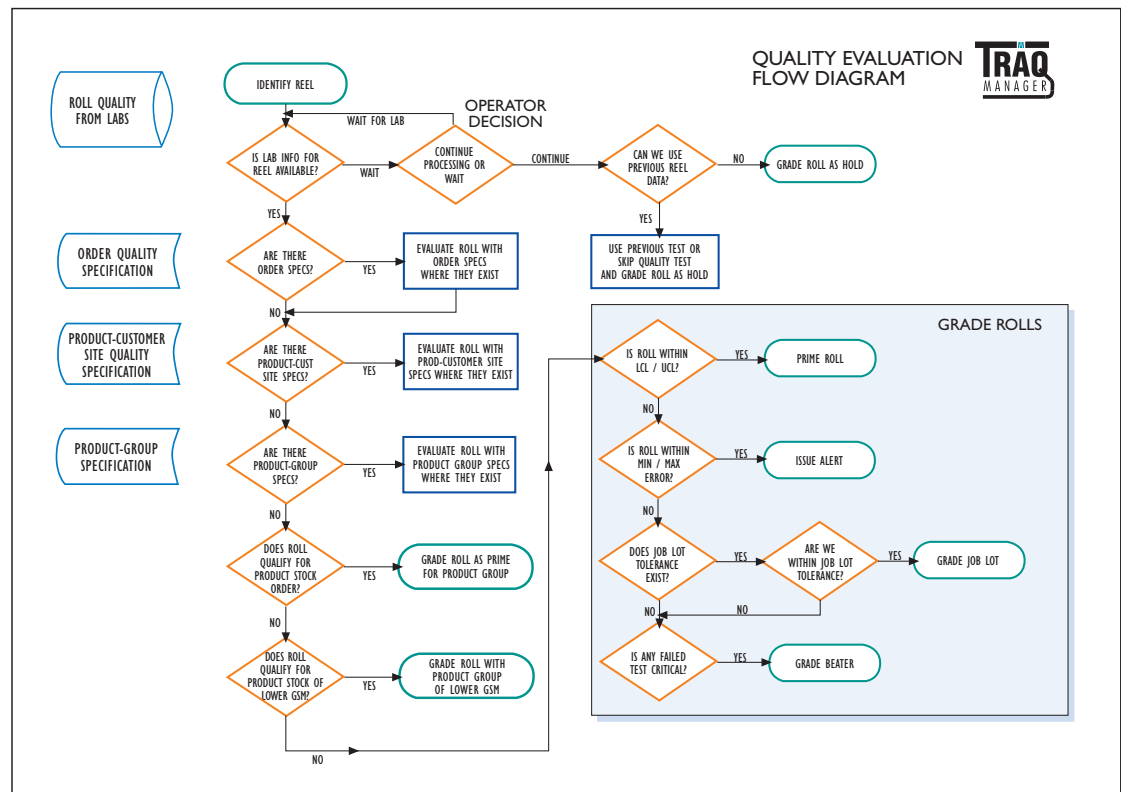 QUALITY EVALUATION
FLOW DIAGRAM
TRAQ
M
MANAGER
ROLL QUALITY
FROM LABS
IDENTIFY REEL
OPERATOR
DECISION
WAIT FOR LAB
IS LAB INFO FOR
REEL AVAILABLE?
WAIT
CONTINUE
PROCESSING OR
WAIT
CONTINUE
CAN WE USE
PREVIOUS REEL
DATA?
NO
GRADE ROLL AS HOLD
YES
YES
USE PREVIOUS TEST OR
SKIP QUALITY TEST
AND GRADE ROLL AS HOLD
ORDER QUALITY
SPECIFICATION
ARE THERE
ORDER SPECS?
YES
EVALUATE ROLL WITH
ORDER SPECS
WHERE THEY EXIST
NO
PRODUCT-CUSTOMER
SITE QUALITY
SPECIFICATION
ARE THERE
PRODUCT-CUST
SITE SPECS?
YES
EVALUATE ROLL WITH
PROD-CUSTOMER SITE
SPECS WHERE THEY EXIST
NO
PRODUCT-GROUP
SPECIFICATION
ARE THERE
PRODUCT-GROUP
SPECS?
YES
EVALUATE ROLL WITH
PRODUCT GROUP SPECS
WHERE THEY EXIST
NO
DOES ROLL
QUALIFY FOR
PRODUCT STOCK
ORDER?
YES
GRADE ROLL AS PRIME
FOR PRODUCT GROUP
NO
DOES ROLL
QUALIFY FOR
PRODUCT STOCK OF
LOWER GSM?
YES
GRADE ROLL WITH
PRODUCT GROUP
OF LOWER GSM
NO
GRADE ROLLS
IS ROLL WITHIN
LCL / UCL?
YES
PRIME ROLL
NO
IS ROLL WITHIN
MIN / MAX
ERROR?
YES
ISSUE ALERT
NO
DOES JOB LOT
TOLERANCE
EXIST?
YES
ARE WE
WITHIN JOB LOT
TOLERANCE?
YES
GRADE JOB LOT
NO
NO
IS ANY FAILED
TEST CRITICAL?
YES
GRADE BEATER